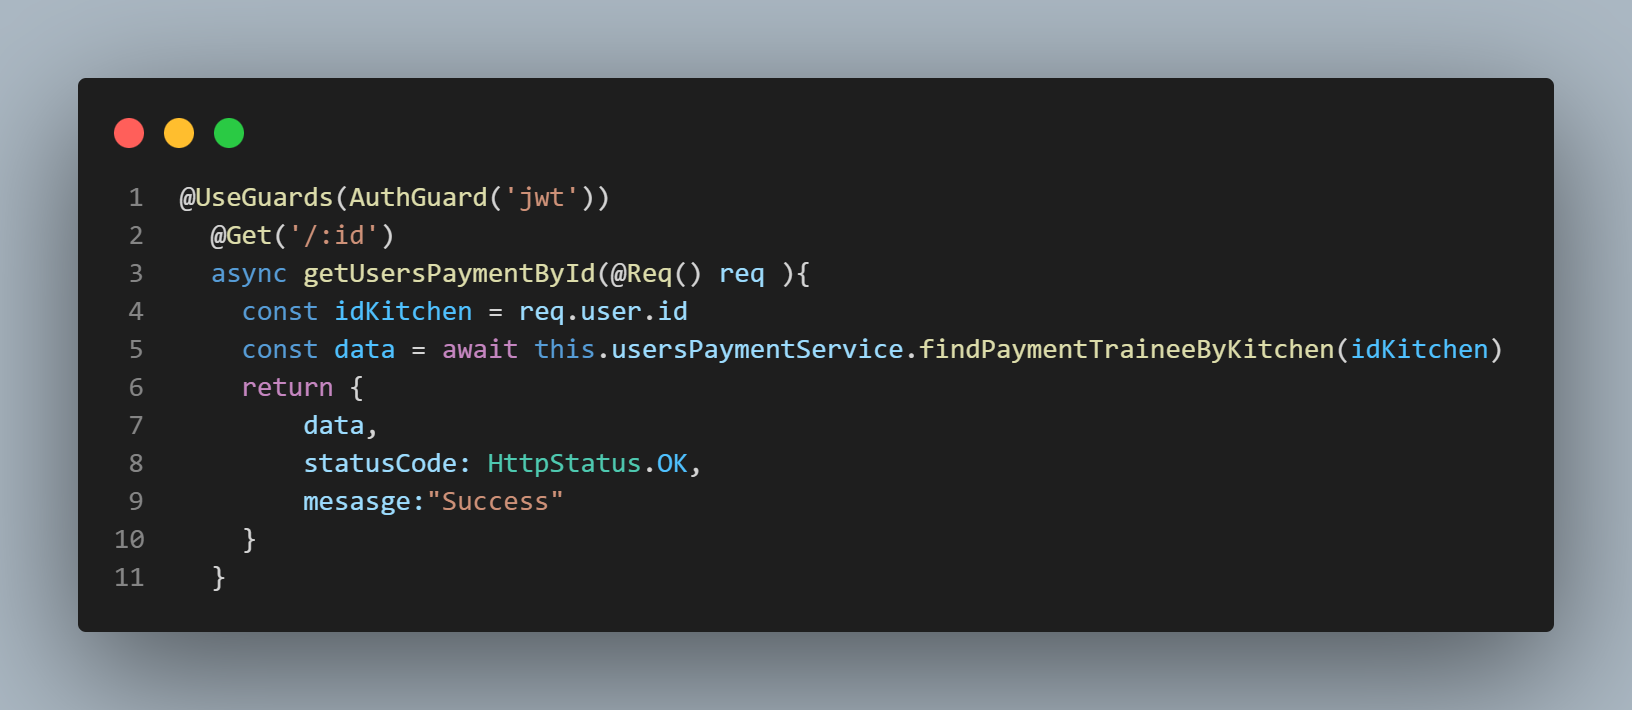 1 @UseGuards(AuthGuard('jwt'))
2 @Get('/:id')
3 async getUsersPaymentById(@Req() req ){
4 const idKitchen = req.user.id
5 const data = await this.usersPaymentService.findPaymentTraineeByKitchen(idKitchen)
6 return {
7 data,
8 statusCode: HttpStatus.OK,
9 mesasge:"Success"
10 }
11 }